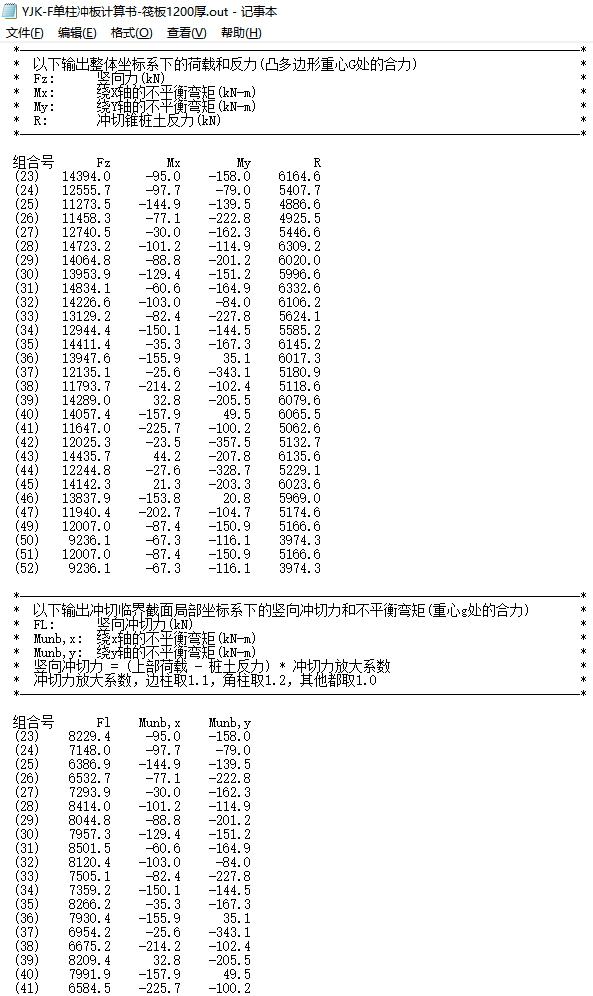 YJK-F单柱冲板计算书-筏板1200厚.out - 记事本
文件(F) 编辑(E) 格式(O) 查看(V) 帮助(H)
* 以下输出整体坐标系下的荷载和反力(凸多边形重心G处的合力) *
* Fz: 竖向力(kN) *
* Mx: 绕X轴的不平衡弯矩(kN-m) *
* My: 绕Y轴的不平衡弯矩(kN-m) *
* R: 冲切锥桩土反力(kN) *
组合号 Fz Mx My R
(23) 14394.0 -95.0 -158.0 6164.6
(24) 12555.7 -97.7 -79.0 5407.7
(25) 11273.5 -144.9 -139.5 4886.6
(26) 11458.3 -77.1 -222.8 4925.5
(27) 12740.5 -30.0 -162.3 5446.6
(28) 14723.2 -101.2 -114.9 6309.2
(29) 14064.8 -88.8 -201.2 6020.0
(30) 13953.9 -129.4 -151.2 5996.6
(31) 14834.1 -60.6 -164.9 6332.6
(32) 14226.6 -103.0 -84.0 6106.2
(33) 13129.2 -82.4 -227.8 5624.1
(34) 12944.4 -150.1 -144.5 5585.2
(35) 14411.4 -35.3 -167.3 6145.2
(36) 13947.6 -155.9 35.1 6017.3
(37) 12135.1 -25.6 -343.1 5180.9
(38) 11793.7 -214.2 -102.4 5118.6
(39) 14289.0 32.8 -205.5 6079.6
(40) 14057.4 -157.9 49.5 6065.5
(41) 11647.0 -225.7 -100.2 5062.6
(42) 12025.3 -23.5 -357.5 5132.7
(43) 14435.7 44.2 -207.8 6135.6
(44) 12244.8 -27.6 -328.7 5229.1
(45) 14142.3 21.3 -203.3 6023.6
(46) 13837.9 -153.8 20.8 5969.0
(47) 11940.4 -202.7 -104.7 5174.6
(49) 12007.0 -87.4 -150.9 5166.6
(50) 9236.1 -67.3 -116.1 3974.3
(51) 12007.0 -87.4 -150.9 5166.6
(52) 9236.1 -67.3 -116.1 3974.3
* 以下输出冲切临界截面局部坐标系下的竖向冲切力和不平衡弯矩(重心g处的合力) *
* FL: 竖向冲切力(kN) *
* Munb,x: 绕x轴的不平衡弯矩(kN-m) *
* Munb,y: 绕y轴的不平衡弯矩(kN-m) *
* 竖向冲切力 = (上部荷载 - 桩土反力) * 冲切力放大系数 *
* 冲切力放大系数, 边柱取1.1, 角柱取1.2, 其他都取1.0 *
组合号 Fl Munb,x Munb,y
(23) 8229.4 -95.0 -158.0
(24) 7148.0 -97.7 -79.0
(25) 6386.9 -144.9 -139.5
(26) 6532.7 -77.1 -222.8
(27) 7293.9 -30.0 -162.3
(28) 8414.0 -101.2 -114.9
(29) 8044.8 -88.8 -201.2
(30) 7957.3 -129.4 -151.2
(31) 8501.5 -60.6 -164.9
(32) 8120.4 -103.0 -84.0
(33) 7505.1 -82.4 -227.8
(34) 7359.2 -150.1 -144.5
(35) 8266.2 -35.3 -167.3
(36) 7930.4 -155.9 35.1
(37) 6954.2 -25.6 -343.1
(38) 6675.2 -214.2 -102.4
(39) 8209.4 32.8 -205.5
(40) 7991.9 -157.9 49.5
(41) 6584.5 -225.7 -100.2